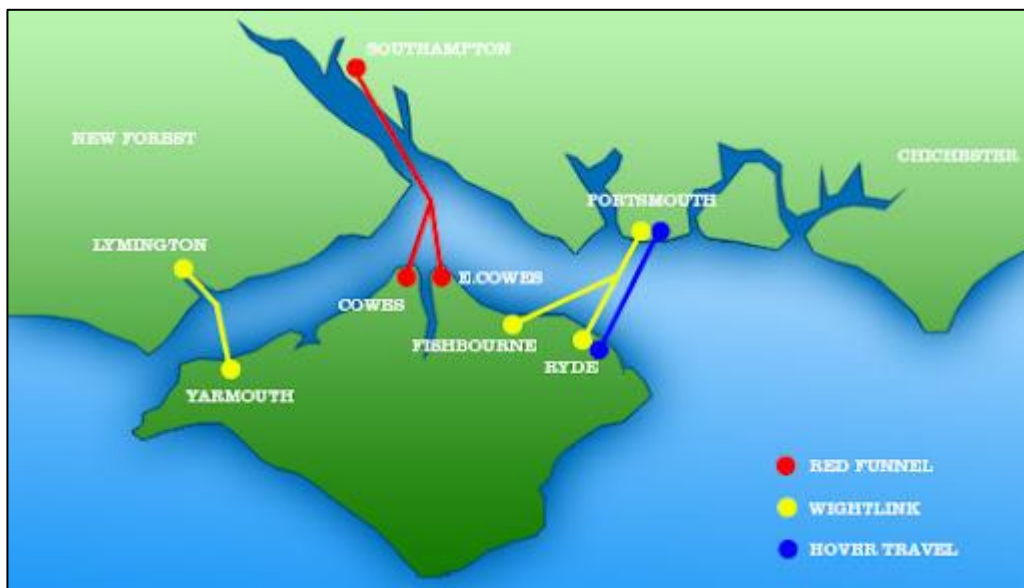 SOUTHAMPTON
NEW FOREST
CHICHESTER
PORTSMOUTH
LYMINGTON
E.COWES
COWES
FISHBOURNE
RYDE
YARMOUTH
RED FUNNEL
WIGHTLINK
HOVER TRAVEL